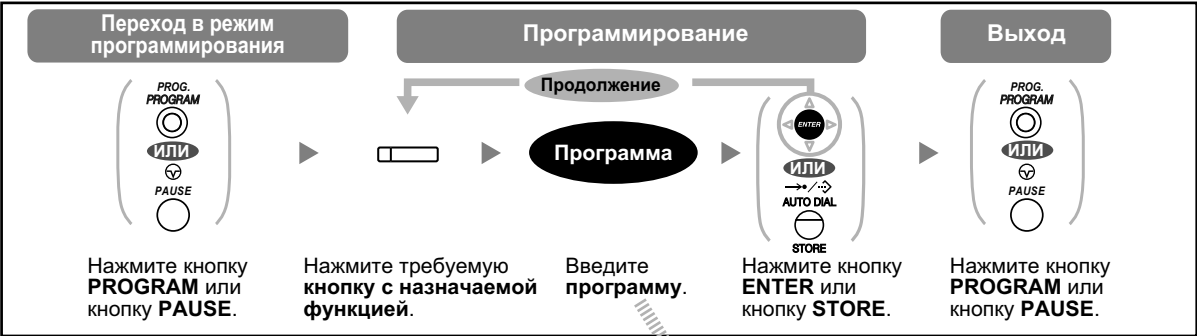 Переход в режим
программирования
Программирование
Выход
Продолжение
PROG.
PROGRAM
ИЛИ
PAUSE
Программа
ENTER
ИЛИ
AUTO DIAL
STORE
PROG.
PROGRAM
ИЛИ
PAUSE
Нажмите кнопку
PROGRAM или
кнопку PAUSE.
Нажмите требуемую
кнопку с назначаемой
функцией.
Введите
программу.
Нажмите кнопку
ENTER или
кнопку STORE.
Нажмите кнопку
PROGRAM или
кнопку PAUSE.